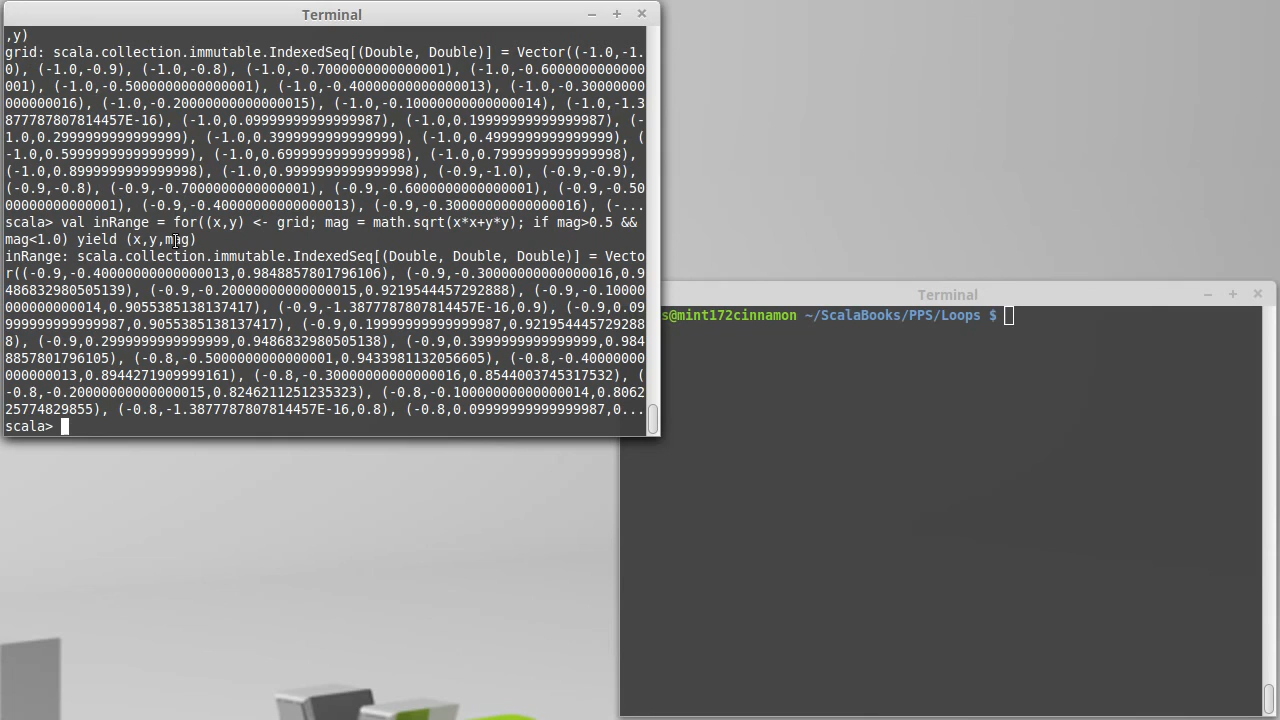 Terminal
,y)
grid: scala.collection.immutable.IndexedSeq[(Double, Double)] = Vector((-1.0,-1.
0), (-1.0,-0.9), (-1.0,-0.8), (-1.0,-0.7000000000000001), (-1.0,-0.6000000000000
001), (-1.0,-0.5000000000000001), (-1.0,-0.40000000000000013), (-1.0,-0.30000000
000000016), (-1.0,-0.20000000000000015), (-1.0,-0.10000000000000014), (-1.0,-1.3
877787807814457E-16), (-1.0,0.09999999999999987), (-1.0,0.19999999999999987), (-
1.0,0.2999999999999999), (-1.0,0.3999999999999999), (-1.0,0.4999999999999999), (
-1.0,0.5999999999999999), (-1.0,0.6999999999999998), (-1.0,0.7999999999999998),
(-1.0,0.8999999999999998), (-1.0,0.9999999999999998), (-0.9,-1.0), (-0.9,-0.9),
(-0.9,-0.8), (-0.9,-0.7000000000000001), (-0.9,-0.6000000000000001), (-0.9,-0.50
00000000000001), (-0.9,-0.40000000000000013), (-0.9,-0.30000000000000016), (-...
scala> val inRange = for((x,y) <- grid; mag = math.sqrt(x*x+y*y); if mag>0.5 &&
mag<1.0) yield (x,y,mag)
inRange: scala.collection.immutable.IndexedSeq[(Double, Double, Double)] = Vecto
r((-0.9,-0.40000000000000013,0.9848857801796106), (-0.9,-0.30000000000000016,0.9
486832980505139), (-0.9,-0.20000000000000015,0.9219544457292888), (-0.9,-0.10000
000000000014,0.9055385138137417), (-0.9,-1.3877787807814457E-16,0.9), (-0.9,0.09
999999999999987,0.9055385138137417), (-0.9,0.19999999999999987,0.921954445729288
8), (-0.9,0.2999999999999999,0.9486832980505138), (-0.9,0.3999999999999999,0.984
8857801796105), (-0.8,-0.5000000000000001,0.9433981132056605), (-0.8,-0.40000000
000000013,0.8944271909999161), (-0.8,-0.30000000000000016,0.8544003745317532), (
-0.8,-0.20000000000000015,0.8246211251235323), (-0.8,-0.10000000000000014,0.8062
25774829855), (-0.8,-1.3877787807814457E-16,0.8), (-0.8,0.09999999999999987,0...
scala>
Terminal
s@mint172cinnamon ~/ScalaBooks/PPS/Loops $